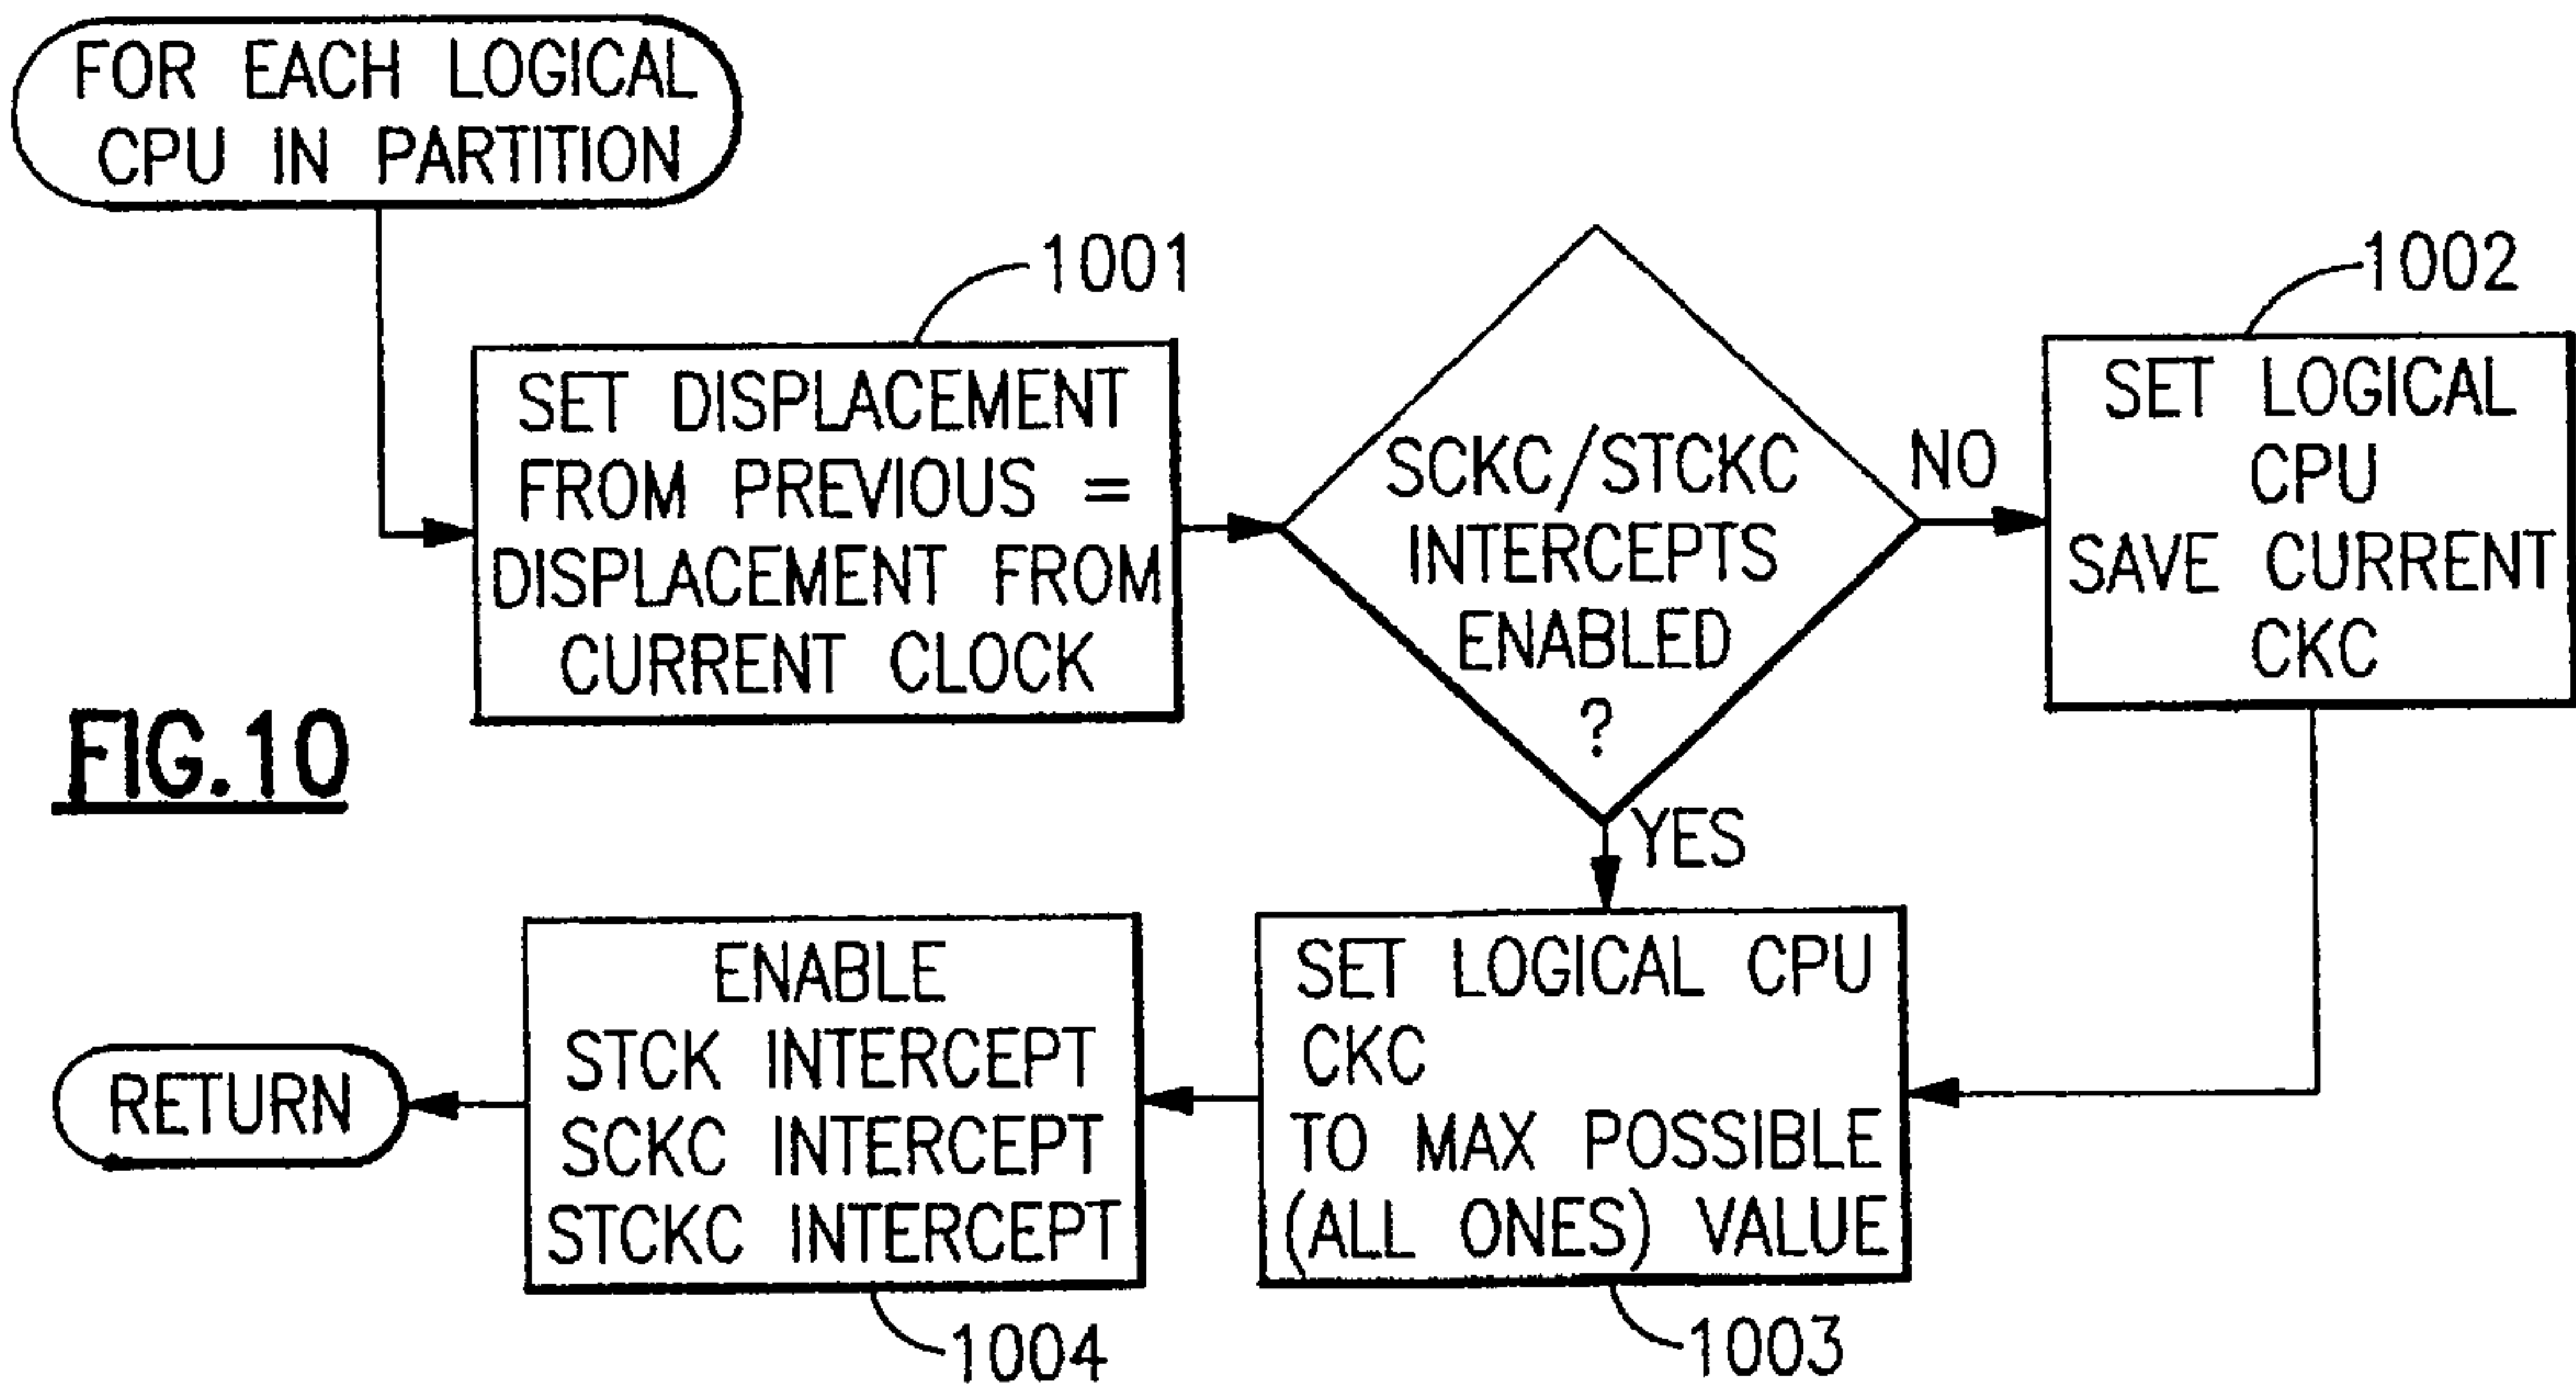 FOR EACH LOGICAL
CPU IN PARTITION
1001
SET DISPLACEMENT
FROM PREVIOUS =
DISPLACEMENT FROM
CURRENT CLOCK
SCKC/STCKC
INTERCEPTS
ENABLED
?
NO
1002
SET LOGICAL
CPU
SAVE CURRENT
CKC
YES
SET LOGICAL CPU
CKC
TO MAX POSSIBLE
(ALL ONES) VALUE
1003
ENABLE
STCK INTERCEPT
SCKC INTERCEPT
STCKC INTERCEPT
1004
RETURN
FIG.10